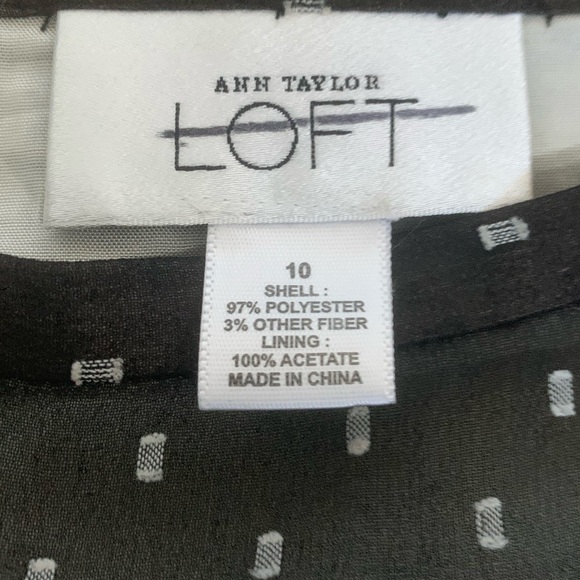 ANN TAYLOR
LOFT
10
SHELL :
97% POLYESTER
3% OTHER FIBER
LINING :
100% ACETATE
MADE IN CHINA